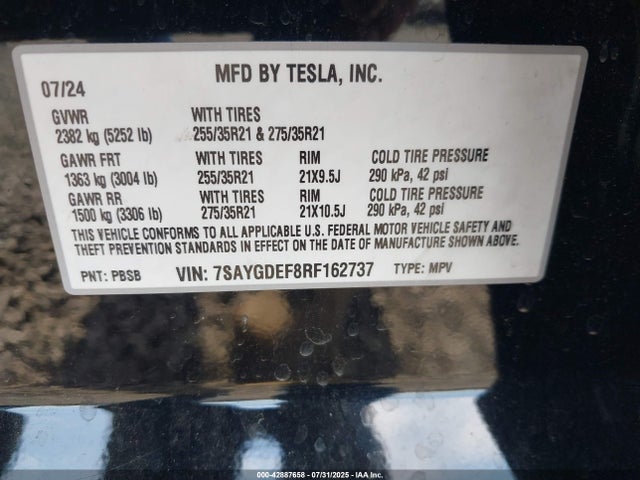 07/24 MFD BY TESLA, INC.
GVWR WITH TIRES
2382 kg (5252 lb) 255/35R21 & 275/35R21
GAWR FRT WITH TIRES RIM COLD TIRE PRESSURE
1363 kg (3004 lb) 255/35R21 21X9.5J 290 kPa, 42 psi
GAWR RR WITH TIRES RIM COLD TIRE PRESSURE
1500 kg (3306 lb) 275/35R21 21X10.5J 290 kPa, 42 psi
THIS VEHICLE CONFORMS TO ALL APPLICABLE U.S. FEDERAL MOTOR VEHICLE SAFETY AND
THEFT PREVENTION STANDARDS IN EFFECT ON THE DATE OF MANUFACTURE SHOWN ABOVE.
PNT: PBSB VIN: 7SAYGDEF8RF162737 TYPE: MPV
000-42887658 - 07/31/2025 - IAA Inc.